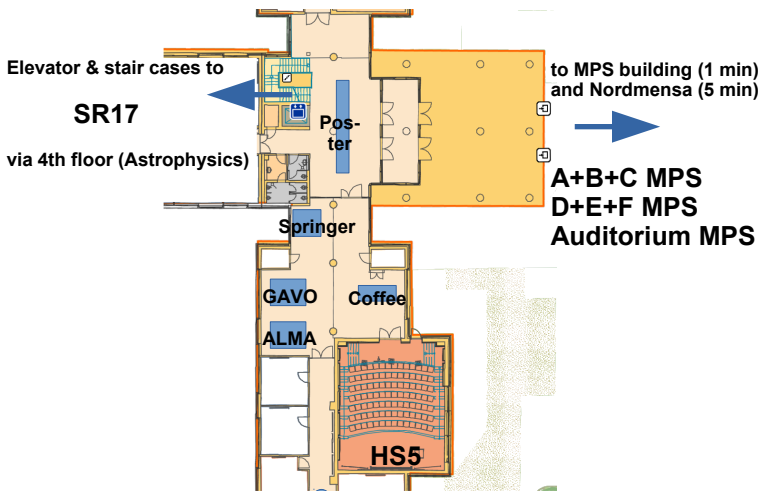 Elevator & stair cases to
SR17
via 4th floor (Astrophysics)
Pos-
ter
to MPS building (1 min)
and Nordmensa (5 min)
A+B+C MPS
D+E+F MPS
Auditorium MPS
Springer
GAVO
Coffee
ALMA
HS5